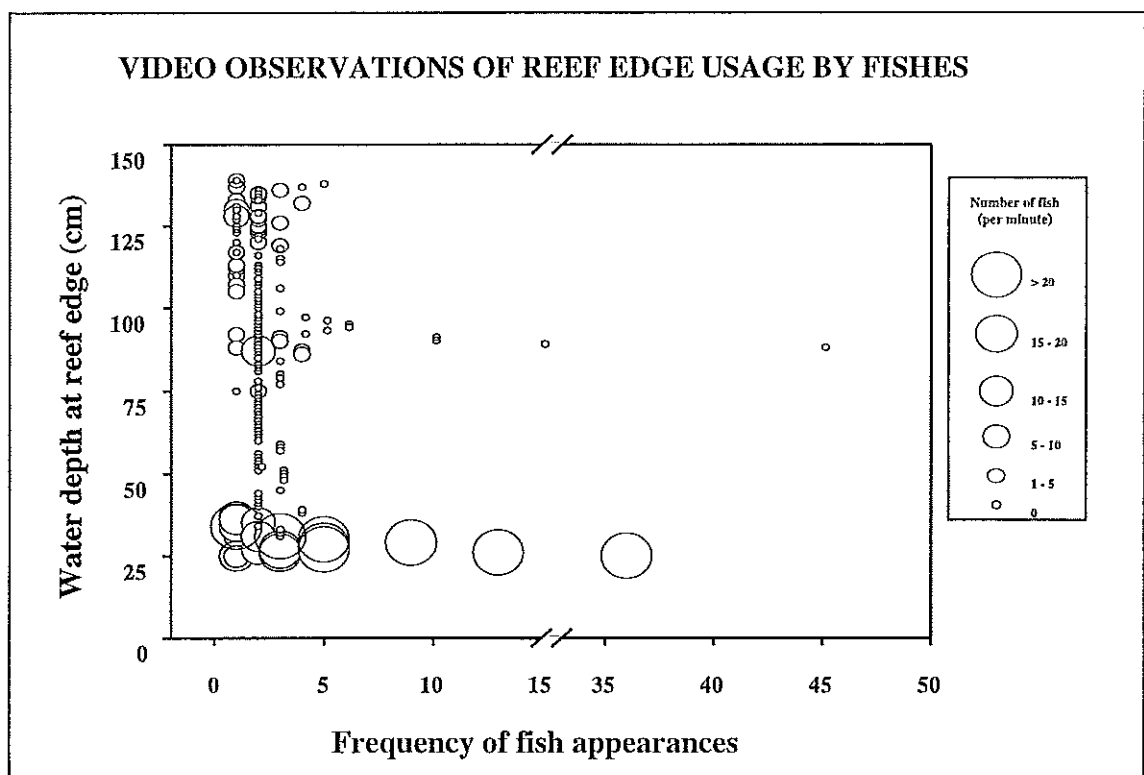 VIDEO OBSERVATIONS OF REEF EDGE USAGE BY FISHES
150
125
100
75
50
25
0
Water depth at reef edge (cm)
0 5 10 15 35 40 45 50
Frequency of fish appearances
Number of fish
(per minute)
> 20
15 - 20
10 - 15
5 - 10
1 - 5
0